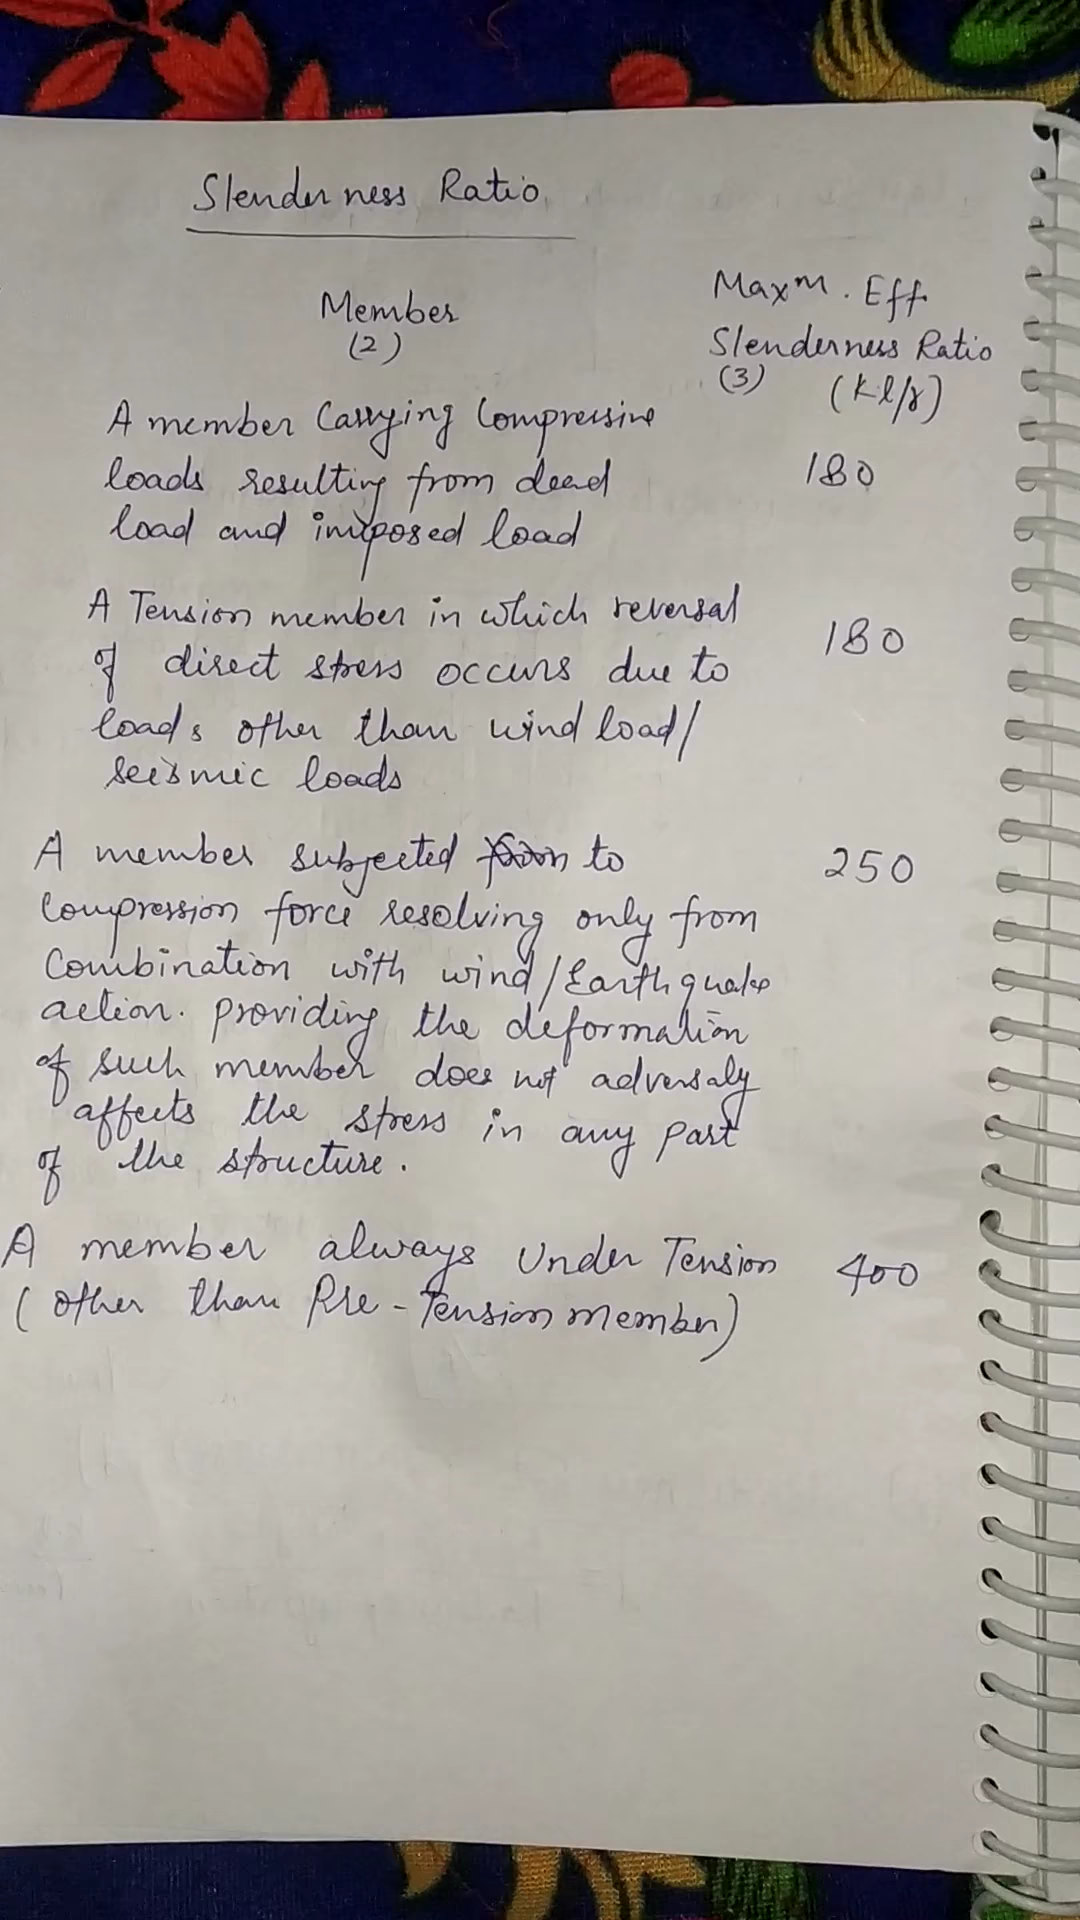 Slenderness Ratio
Member
(2)
Maxm. Eff
Slenderness Ratio
(3) (Kl/r)
A member Carrying Compressive
loads resulting from dead
load and imposed load
180
A Tension member in which reversal
of direct stress occurs due to
loads other than wind load/
seismic loads
180
A member subjected to
Compression force resolving only from
Combination with wind/Earthquake
action. providing the deformation
of such member does not adversaly
affects the stress in any part
of the structure.
250
A member always Under Tension
(other than Pre-Tension member)
400